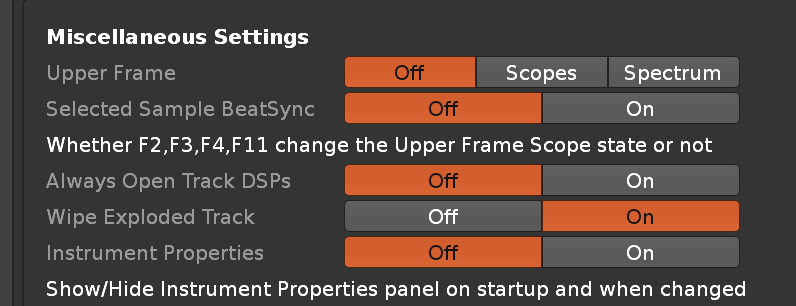 Miscellaneous Settings
Upper Frame Off Scopes Spectrum
Selected Sample BeatSync Off On
Whether F2,F3,F4,F11 change the Upper Frame Scope state or not
Always Open Track DSPs Off On
Wipe Exploded Track Off On
Instrument Properties Off On
Show/Hide Instrument Properties panel on startup and when changed